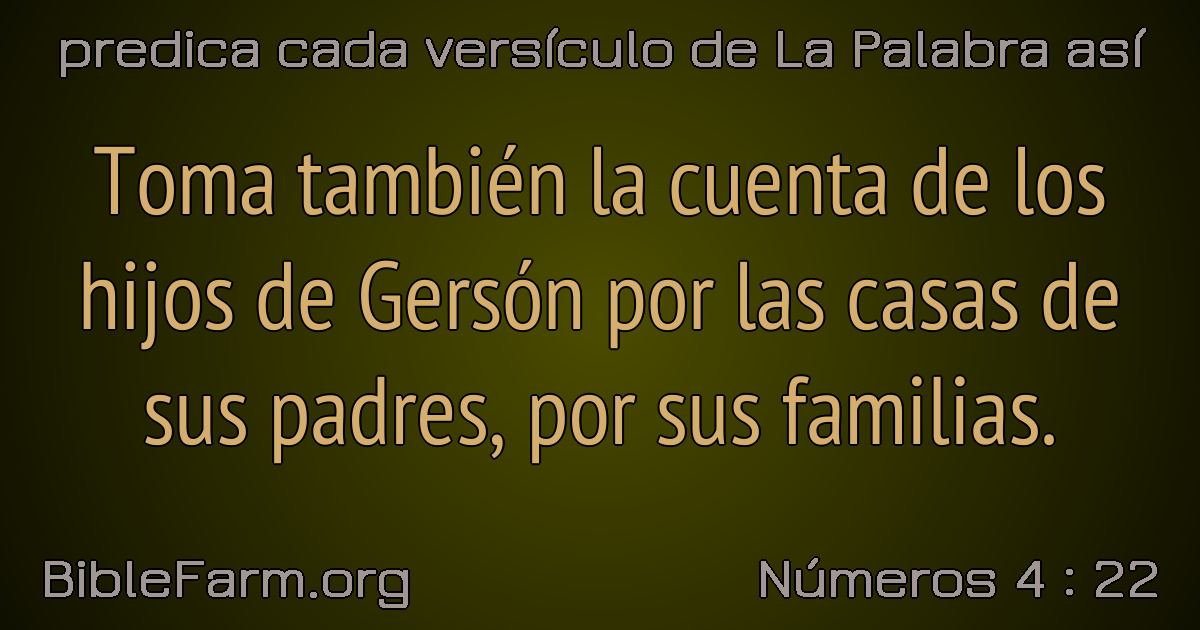 predica cada versículo de La Palabra así
Toma también la cuenta de los
hijos de Gersón por las casas de
sus padres, por sus familias.
BibleFarm.org
Números 4 : 22